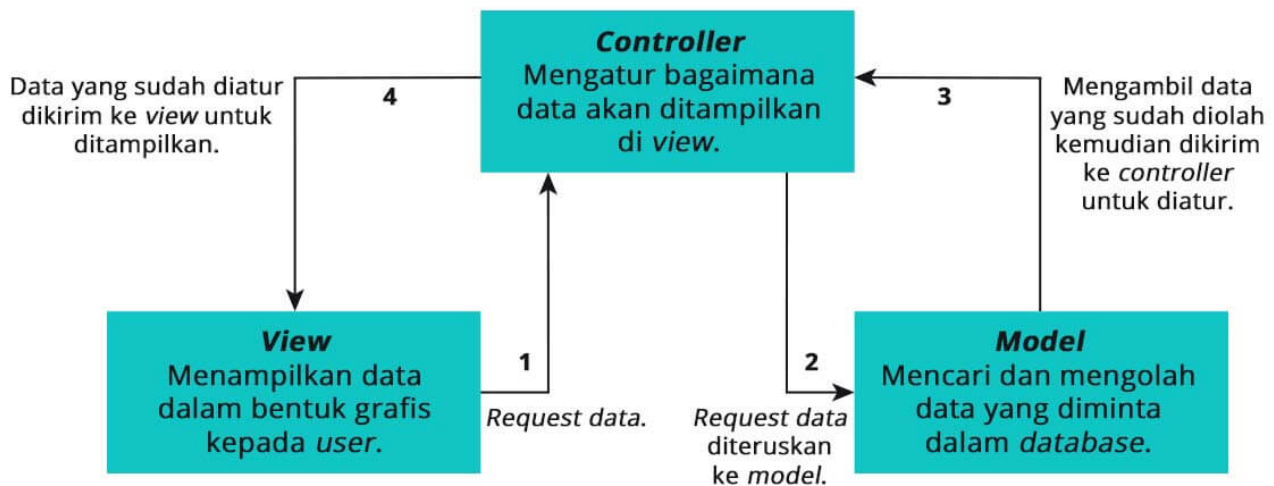 Controller
Mengatur bagaimana
data akan ditampilkan
di view.
Data yang sudah diatur
dikirim ke view untuk
ditampilkan.
4
3
Mengambil data
yang sudah diolah
kemudian dikirim
ke controller
untuk diatur.
View
Menampilkan data
dalam bentuk grafis
kepada user.
1
Request data.
2
Request data
diteruskan
ke model.
Model
Mencari dan mengolah
data yang diminta
dalam database.